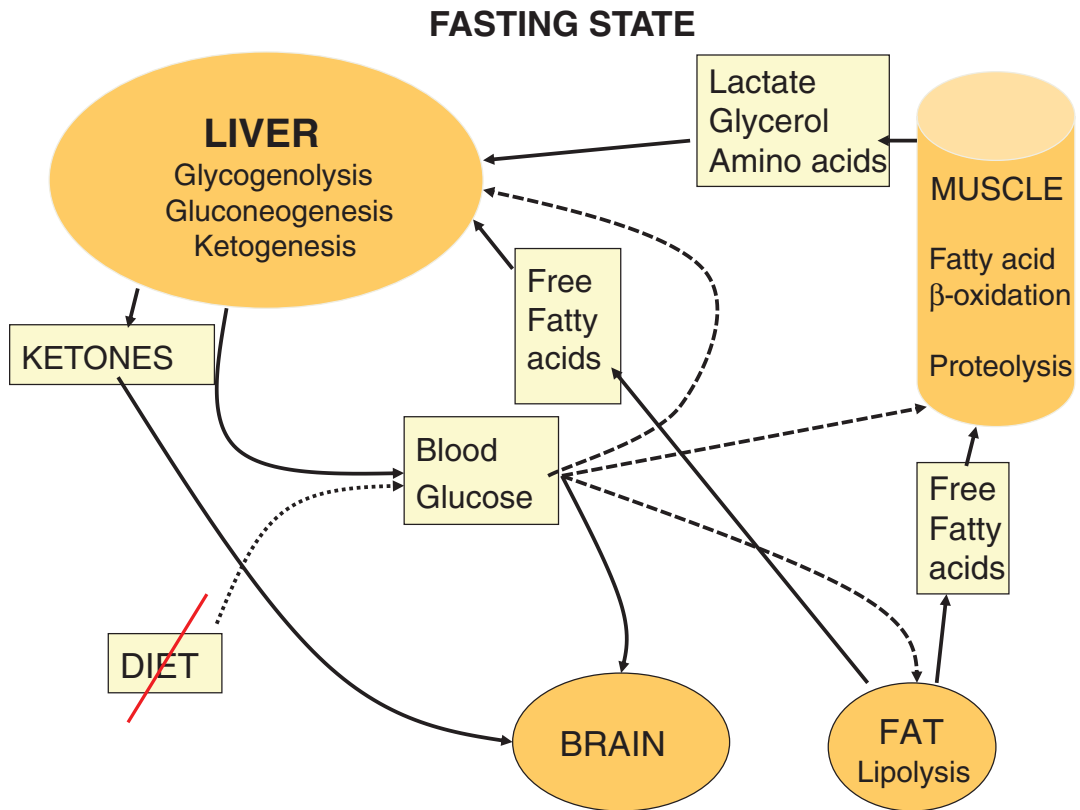 FASTING STATE
LIVER
Glycogenolysis
Gluconeogenesis
Ketogenesis
Lactate
Glycerol
Amino acids
MUSCLE
Fatty acid
β-oxidation
Proteolysis
Free
Fatty
acids
KETONES
Blood
Glucose
Free
Fatty
acids
DIET
BRAIN
FAT
Lipolysis